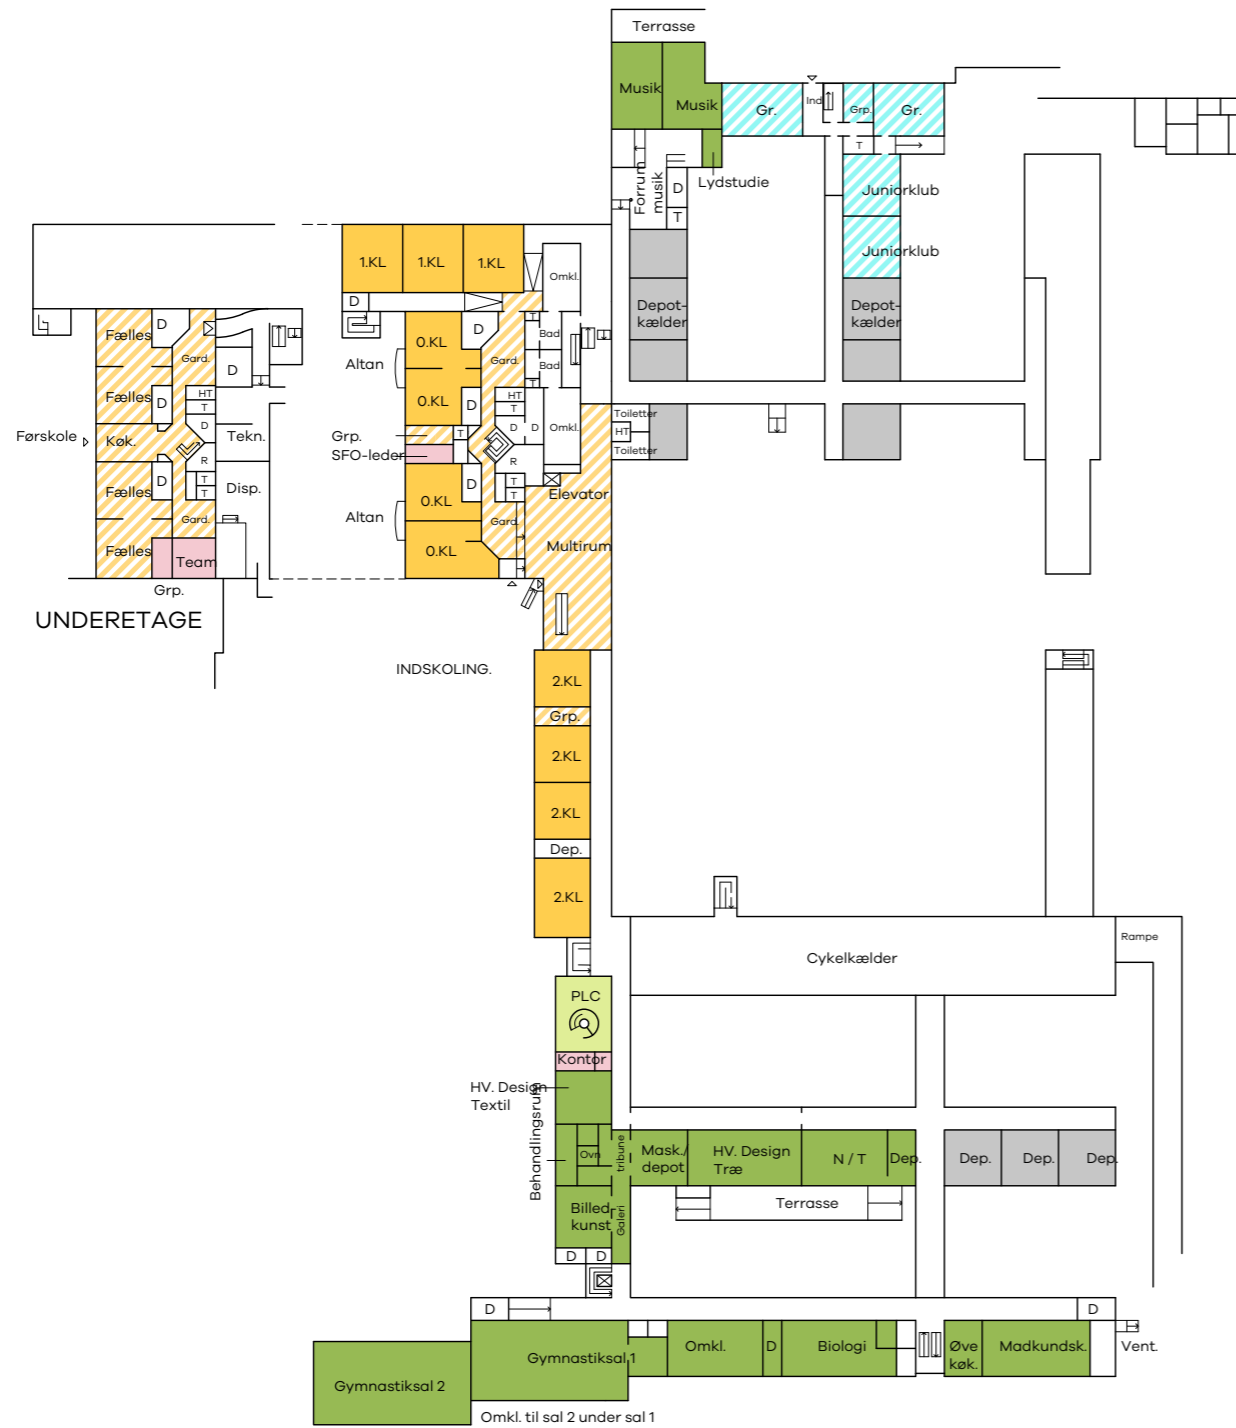 Terrasse
Musik
Musik
Gr.
Ind
Grp.
Gr.
T
Lydstudie
Forrum
musik
D
T
Juniorklub
Juniorklub
Depot-
kælder
Depot-
kælder
1.KL
1.KL
1.KL
Omkl.
D
Fælles
D
Gard.
D
Fælles
D
HT
T
D
Førskole
Køk.
Tekn.
R
Fælles
D
T
T
Disp.
Gard.
Fælles
Team
Grp.
UNDERETAGE
Altan
0.KL
D
T
Bad
Gard.
Bad
T
0.KL
D
HT
T
D
D
Omkl.
Grp.
T
SFO-leder
R
D
T
T
Elevator
Altan
0.KL
Gard.
0.KL
Multirum
Toiletter
HT
Toiletter
INDSKOLING.
2.KL
Grp.
2.KL
2.KL
Dep.
2.KL
Cykelkælder
Rampe
PLC
Kontor
HV. Design
Textil
Behandlingsrum
Ovn
tribune
Mask./
depot
HV. Design
Træ
N / T
Dep.
Dep.
Dep.
Dep.
Billed-
kunst
Galeri
Terrasse
D
D
D
D
Gymnastiksal 1
Omkl.
D
Biologi
Øve
køk.
Madkundsk.
Vent.
Gymnastiksal 2
Omkl. til sal 2 under sal 1